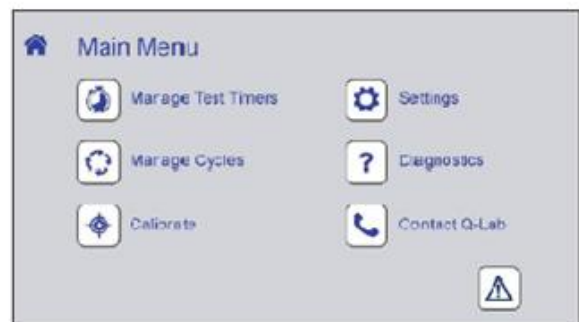 Main Menu
Manage Test Timers
Settings
Manage Cycles
?
Diagnostics
Calibrate
Contact Q-Lab